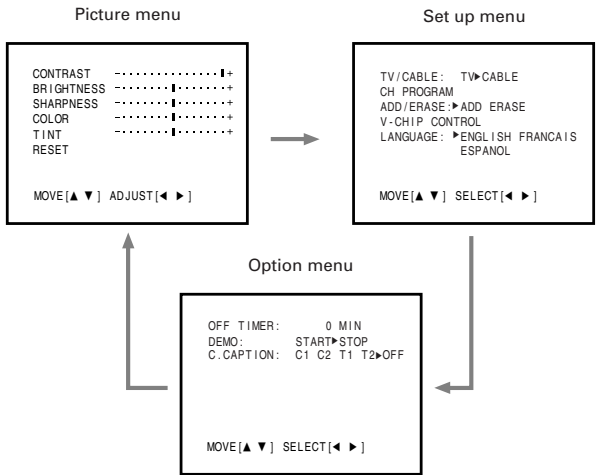 Picture menu
CONTRAST -··········▮+
BRIGHTNESS -·····▮·····+
SHARPNESS -·····▮·····+
COLOR -·····▮·····+
TINT -·····▮·····+
RESET
MOVE[▲ ▼] ADJUST[◀ ▶]
Set up menu
TV/CABLE: TV▶CABLE
CH PROGRAM
ADD/ERASE:▶ADD ERASE
V-CHIP CONTROL
LANGUAGE: ▶ENGLISH FRANCAIS
ESPANOL
MOVE[▲ ▼] SELECT[◀ ▶]
Option menu
OFF TIMER: 0 MIN
DEMO: START▶STOP
C.CAPTION: C1 C2 T1 T2▶OFF
MOVE[▲ ▼] SELECT[◀ ▶]